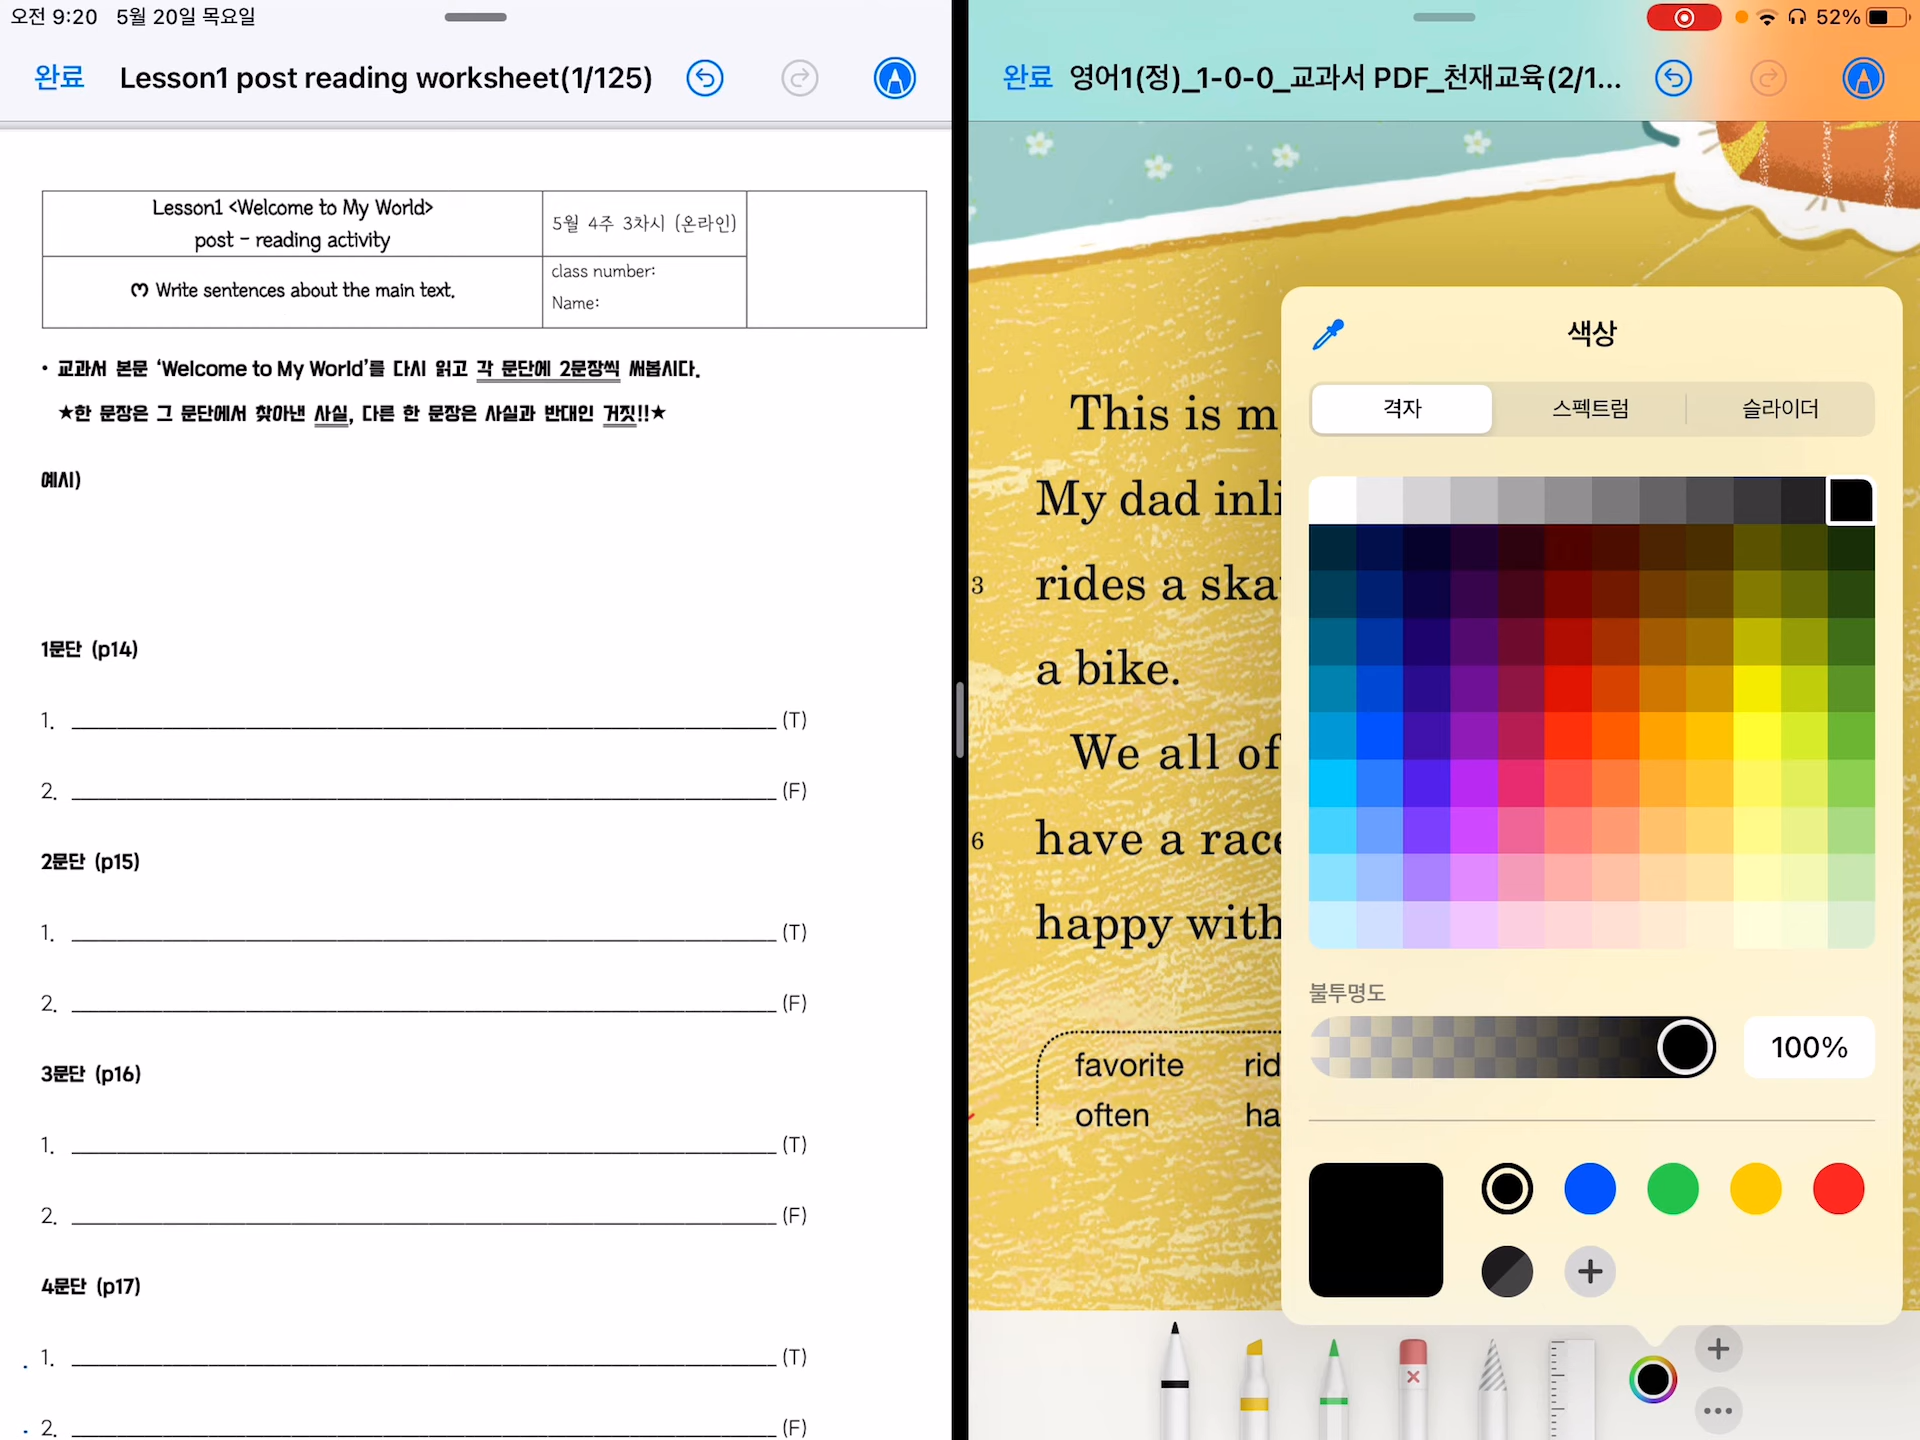 오전 9:20 5월 20일 목요일
완료 Lesson1 post reading worksheet(1/125)
Lesson1 <Welcome to My World>
post - reading activity
5월 4주 3차시 (온라인)
Write sentences about the main text.
class number:
Name:
• 교과서 본문 ‘Welcome to My World’를 다시 읽고 각 문단에 2문장씩 써봅시다.
★한 문장은 그 문단에서 찾아낸 사실, 다른 한 문장은 사실과 반대인 거짓!!★
예시)
1문단 (p14)
1. (T)
2. (F)
2문단 (p15)
1. (T)
2. (F)
3문단 (p16)
1. (T)
2. (F)
4문단 (p17)
1. (T)
2. (F)
52%
완료 영어1(정)_1-0-0_교과서 PDF_천재교육(2/1...
This is m
My dad inli
3 rides a ska
a bike.
We all of
6 have a race
happy with
favorite rid
often ha
색상
격자 스펙트럼 슬라이더
불투명도
100%